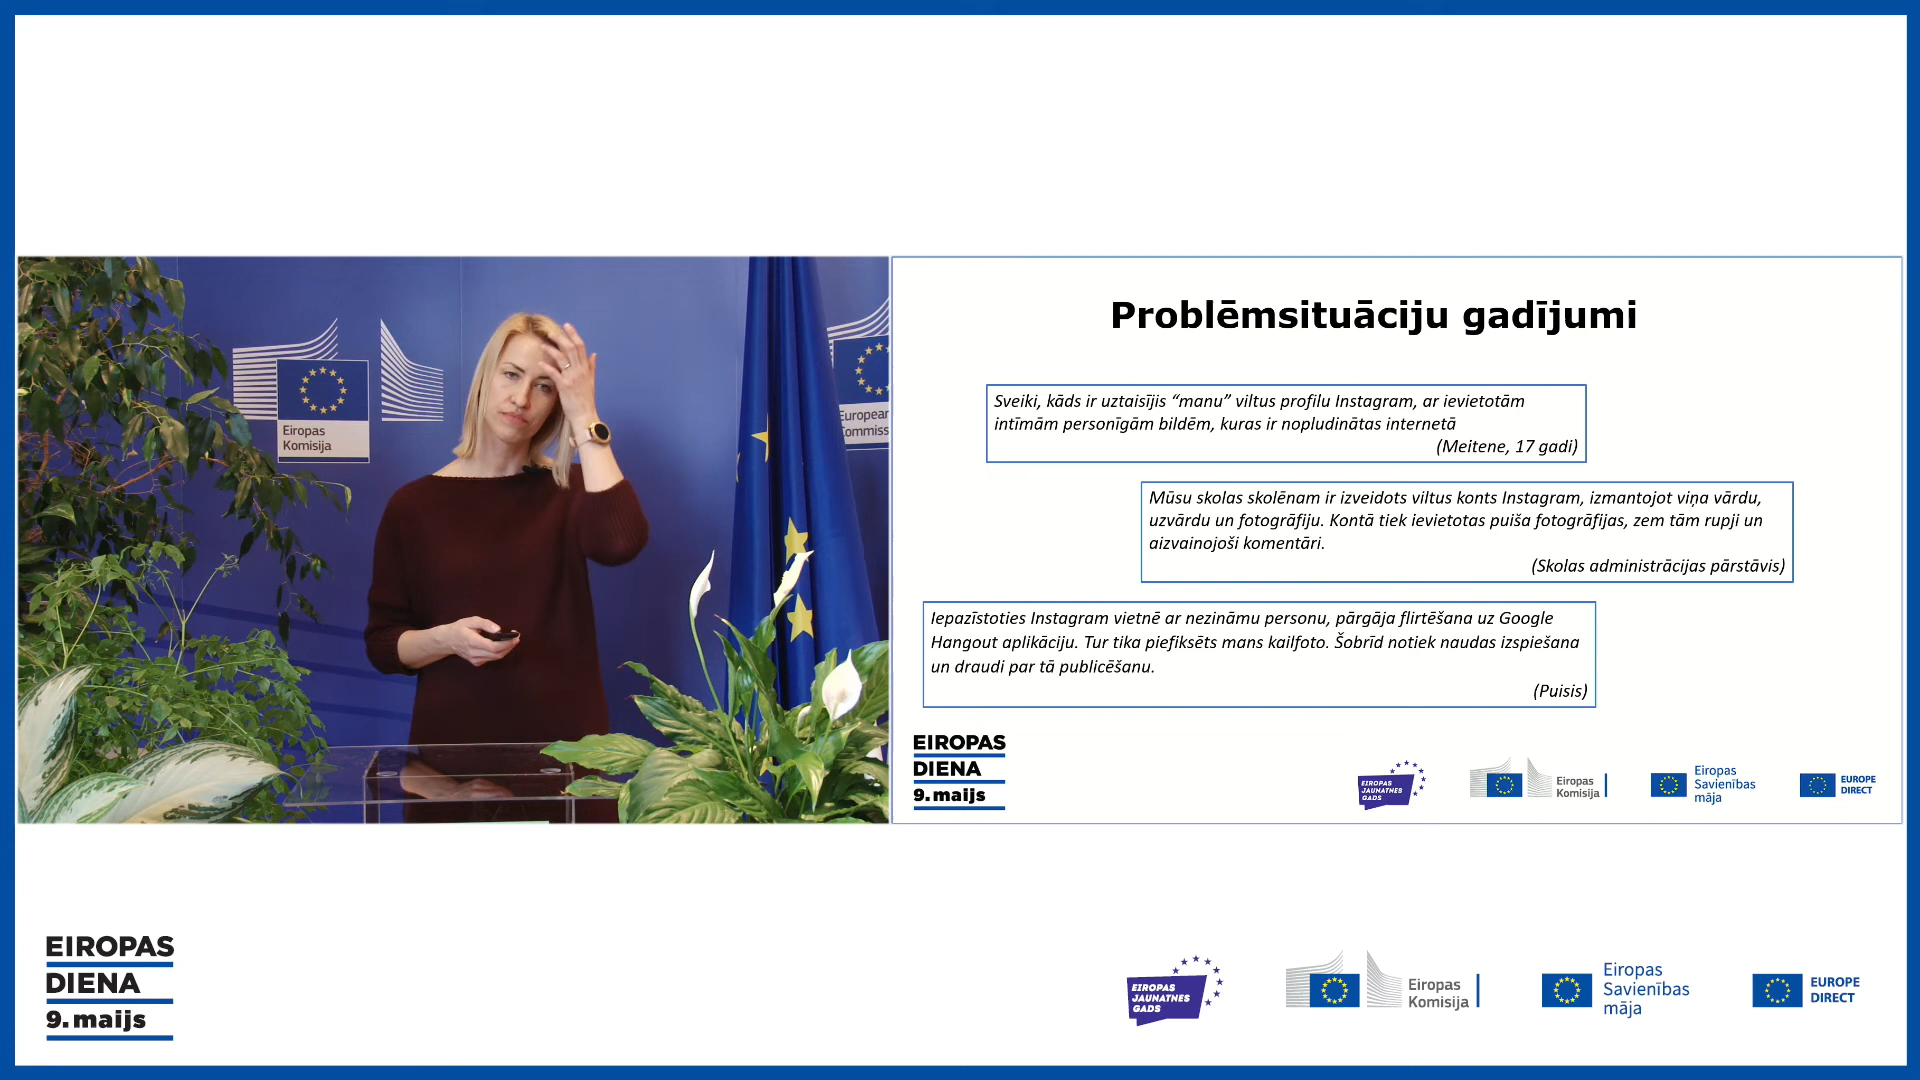 Eiropas
Komisija
European
Problēmsituāciju gadījumi
Sveiki, kāds ir uztaisījis “manu” viltus profilu Instagram, ar ievietotām
intīmām personīgām bildēm, kuras ir nopludinātas internetā
(Meitene, 17 gadi)
Mūsu skolas skolēnam ir izveidots viltus konts Instagram, izmantojot viņa vārdu,
uzvārdu un fotogrāfiju. Kontā tiek ievietotas puiša fotogrāfijas, zem tām rupji un
aizvainojoši komentāri.
(Skolas administrācijas pārstāvis)
Iepazīstoties Instagram vietnē ar nezināmu personu, pārgāja flirtēšana uz Google
Hangout aplikāciju. Tur tika piefiksēts mans kailfoto. Šobrīd notiek naudas izspiešana
un draudi par tā publicēšanu.
(Puisis)
EIROPAS
DIENA
9. maijs
EIROPAS
JAUNATNES
GADS
Eiropas
Komisija
Eiropas
Savienības
māja
EUROPE
DIRECT
EIROPAS
DIENA
9. maijs
EIROPAS
JAUNATNES
GADS
Eiropas
Komisija
Eiropas
Savienības
māja
EUROPE
DIRECT